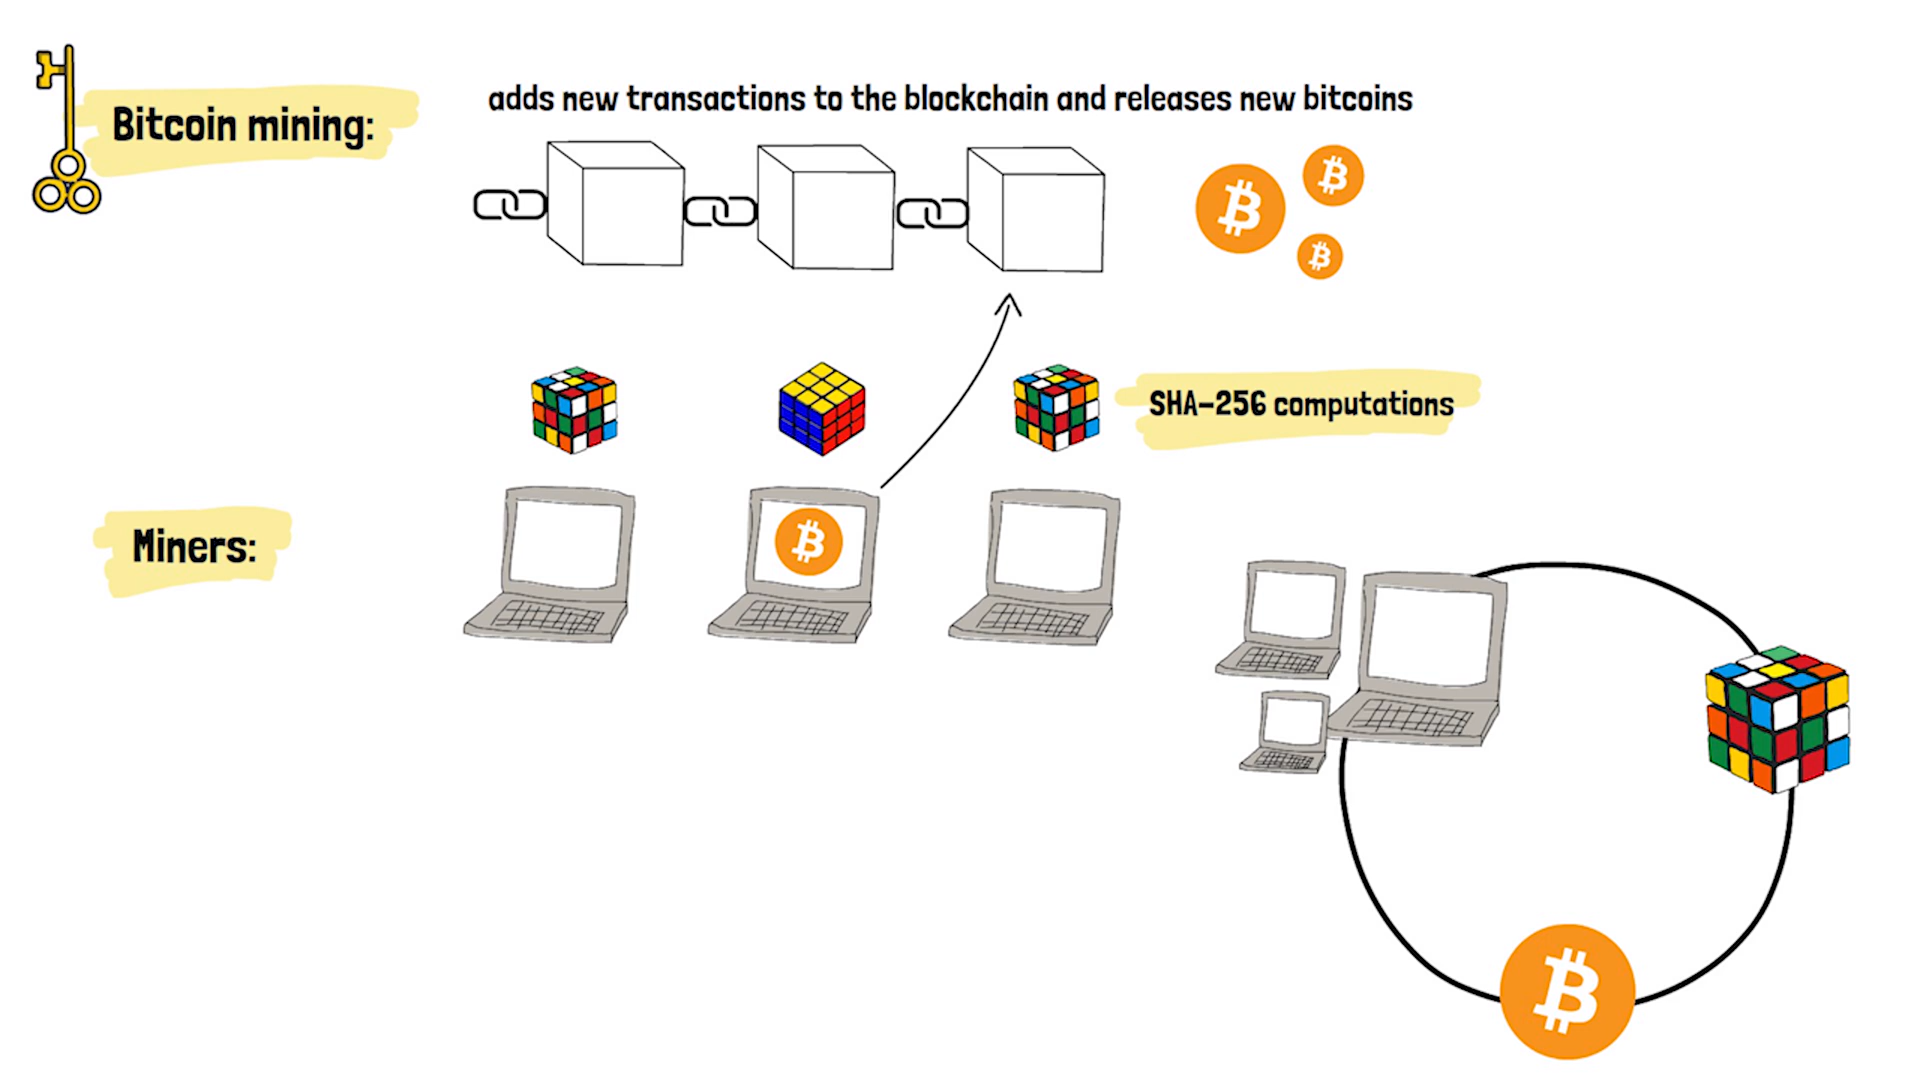 Bitcoin mining:
adds new transactions to the blockchain and releases new bitcoins
SHA-256 computations
Miners: